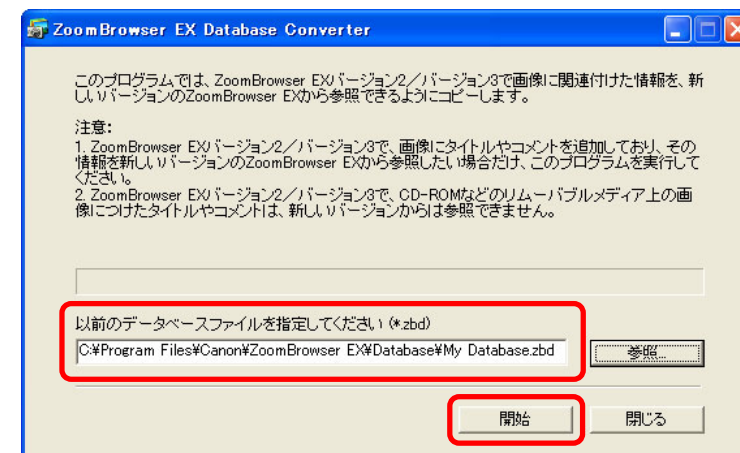 ZoomBrowser EX Database Converter
このプログラムでは、ZoomBrowser EXバージョン2／バージョン3で画像に関連付けた情報を、新
しいバージョンのZoomBrowser EXから参照できるようにコピーします。
注意:
1. ZoomBrowser EXバージョン2／バージョン3で、画像にタイトルやコメントを追加しており、その
情報を新しいバージョンのZoomBrowser EXから参照したい場合だけ、このプログラムを実行して
ください。
2. ZoomBrowser EXバージョン2／バージョン3で、CD-ROMなどのリムーバブルメディア上の画
像につけたタイトルやコメントは、新しいバージョンからは参照できません。
以前のデータベースファイルを指定してください (*.zbd)
C:¥Program Files¥Canon¥ZoomBrowser EX¥Database¥My Database.zbd
参照...
開始
閉じる